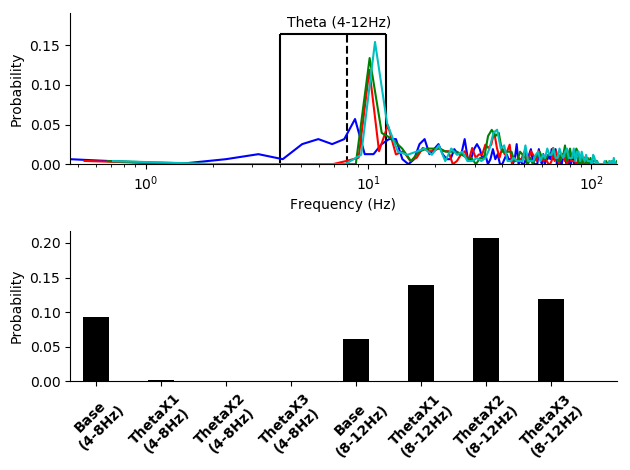 Theta (4-12Hz)
Probability
0.15
0.10
0.05
0.00
10⁰
10¹
10²
Frequency (Hz)
Probability
0.20
0.15
0.10
0.05
0.00
Base
(4-8Hz)
ThetaX1
(4-8Hz)
ThetaX2
(4-8Hz)
ThetaX3
(4-8Hz)
Base
(8-12Hz)
ThetaX1
(8-12Hz)
ThetaX2
(8-12Hz)
ThetaX3
(8-12Hz)